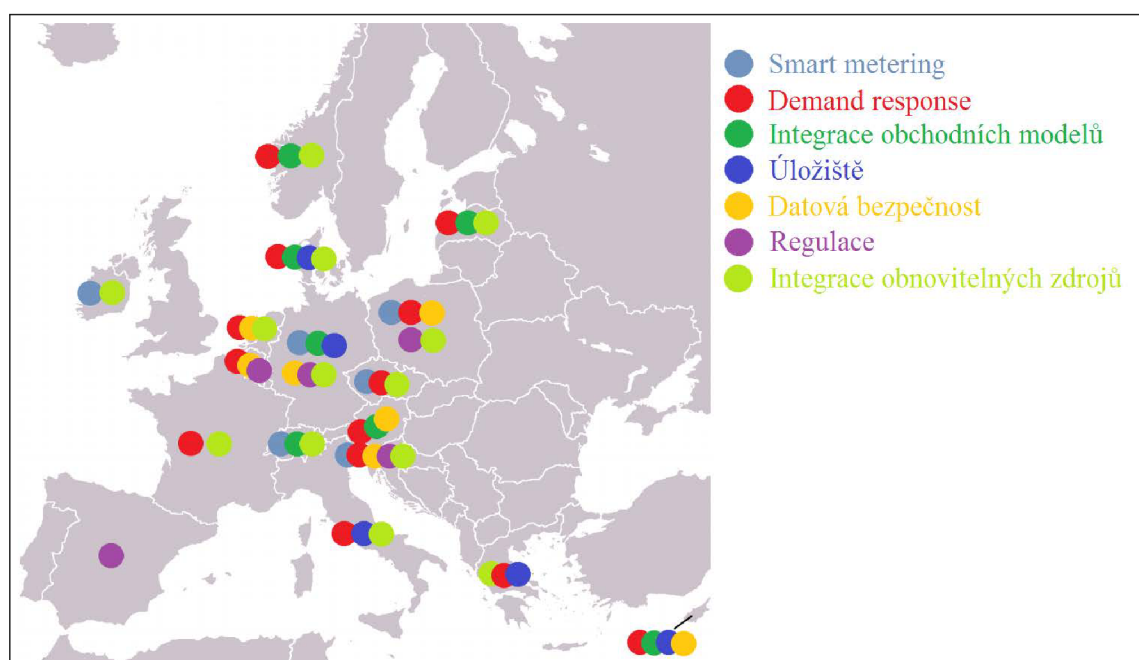 Smart metering
Demand response
Integrace obchodních modelů
Úložiště
Datová bezpečnost
Regulace
Integrace obnovitelných zdrojů